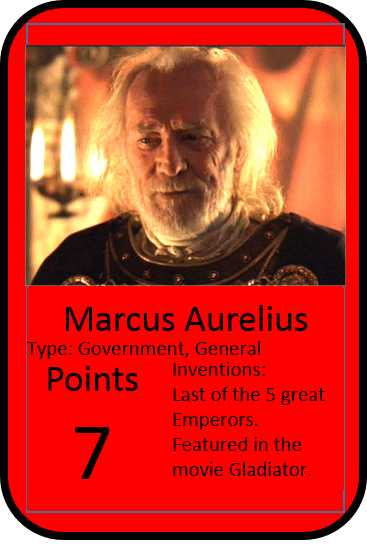 Marcus Aurelius
Type: Government, General
Points
7
Inventions:
Last of the 5 great
Emperors.
Featured in the
movie Gladiator.